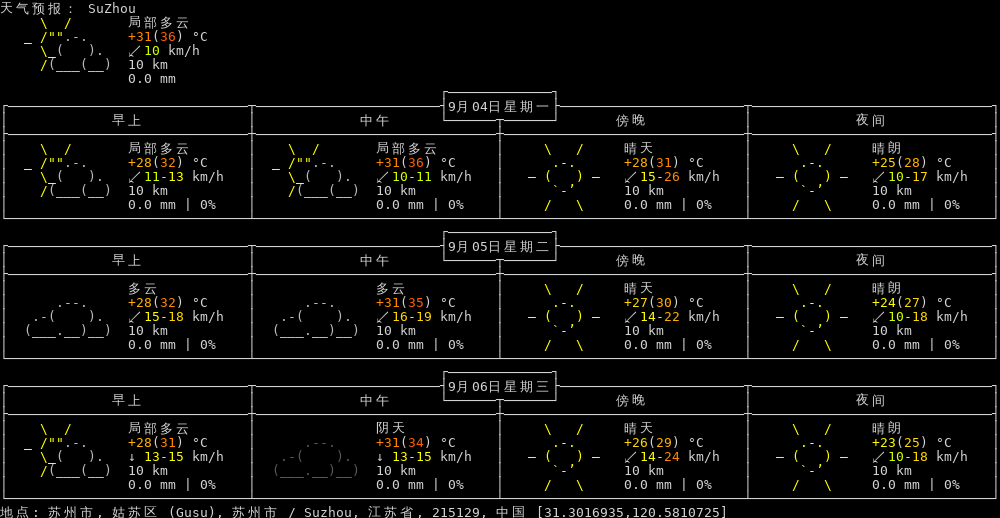 天气预报： SuZhou
局部多云
+31(36) °C
↙10 km/h
10 km
0.0 mm
9月04日星期一
早上 中午 傍晚 夜间
局部多云 局部多云 晴天 晴朗
+28(32) °C +31(36) °C +28(31) °C +25(28) °C
↙11-13 km/h ↙10-11 km/h ↙15-26 km/h ↙10-17 km/h
10 km 10 km 10 km 10 km
0.0 mm | 0% 0.0 mm | 0% 0.0 mm | 0% 0.0 mm | 0%
9月05日星期二
早上 中午 傍晚 夜间
多云 多云 晴天 晴朗
+28(32) °C +31(35) °C +27(30) °C +24(27) °C
↙15-18 km/h ↙16-19 km/h ↙14-22 km/h ↙10-18 km/h
10 km 10 km 10 km 10 km
0.0 mm | 0% 0.0 mm | 0% 0.0 mm | 0% 0.0 mm | 0%
9月06日星期三
早上 中午 傍晚 夜间
局部多云 阴天 晴天 晴朗
+28(31) °C +31(34) °C +26(29) °C +23(25) °C
↓ 13-15 km/h ↓ 13-15 km/h ↙14-24 km/h ↙10-18 km/h
10 km 10 km 10 km 10 km
0.0 mm | 0% 0.0 mm | 0% 0.0 mm | 0% 0.0 mm | 0%
地点: 苏州市, 姑苏区 (Gusu), 苏州市 / Suzhou, 江苏省, 215129, 中国 [31.3016935,120.5810725]